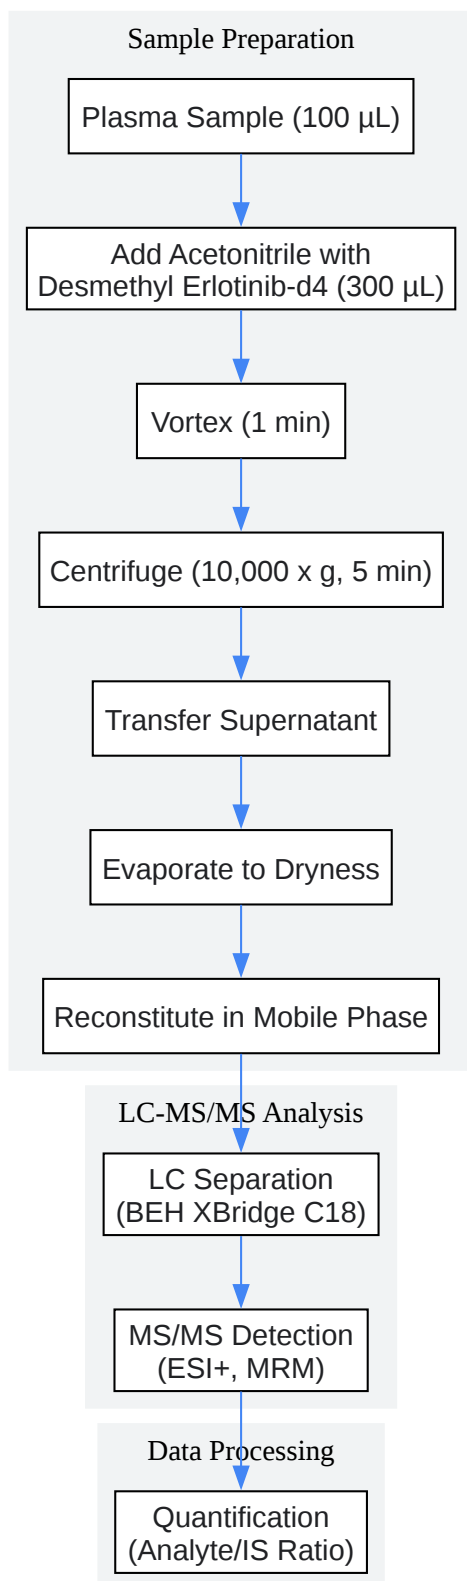 Sample Preparation
Plasma Sample (100 µL)
Add Acetonitrile with
Desmethyl Erlotinib-d4 (300 µL)
Vortex (1 min)
Centrifuge (10,000 x g, 5 min)
Transfer Supernatant
Evaporate to Dryness
Reconstitute in Mobile Phase
LC-MS/MS Analysis
LC Separation
(BEH XBridge C18)
MS/MS Detection
(ESI+, MRM)
Data Processing
Quantification
(Analyte/IS Ratio)